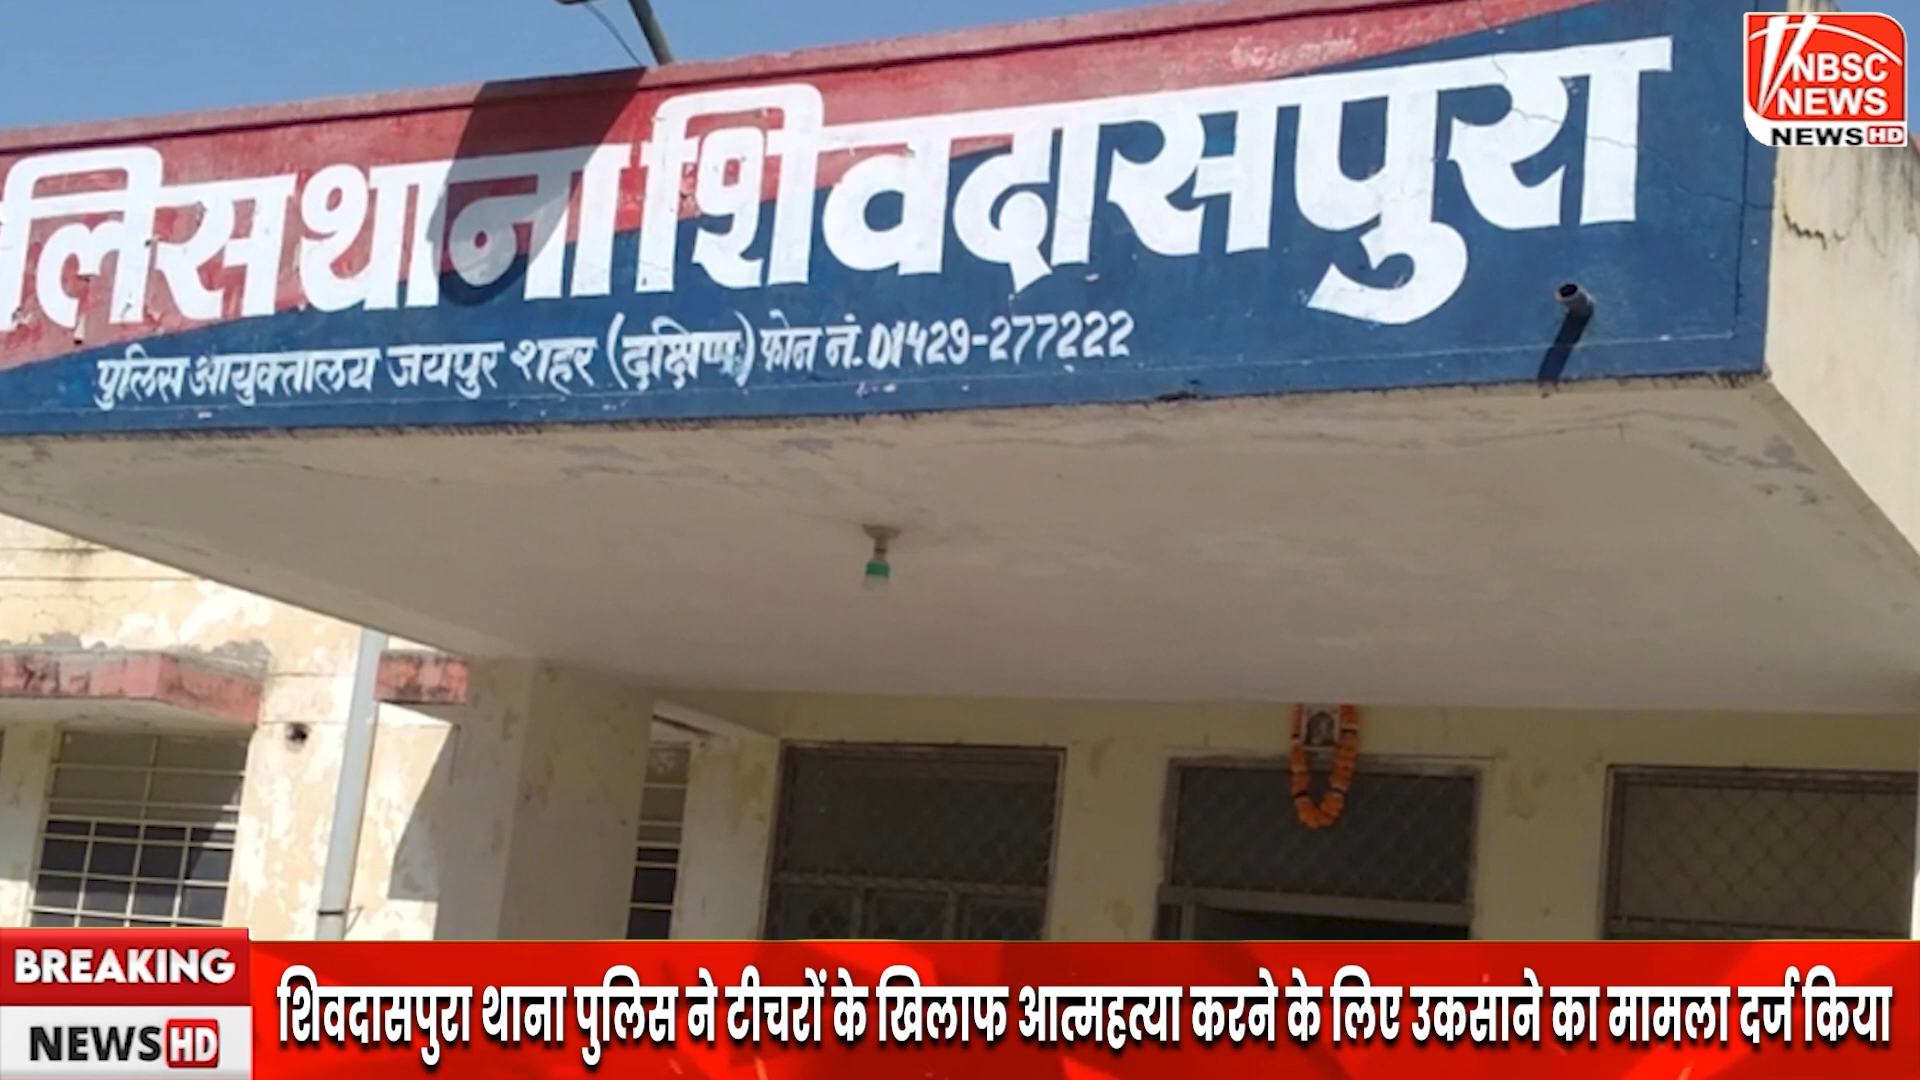 NBSC
NEWS
NEWS HD
लिस थाना शिवदासपुरा
पुलिस आयुक्तालय जयपुर शहर (दक्षिण) फोन नं. 01429-277222
BREAKING
NEWS HD
शिवदासपुरा थाना पुलिस ने टीचरों के खिलाफ आत्महत्या करने के लिए उकसाने का मामला दर्ज किया